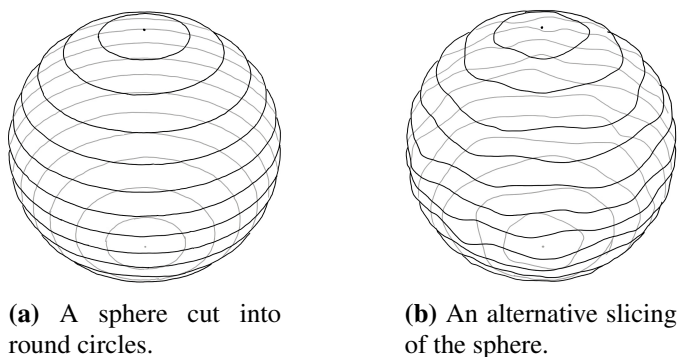 (a) A sphere cut into
round circles.
(b) An alternative slicing
of the sphere.